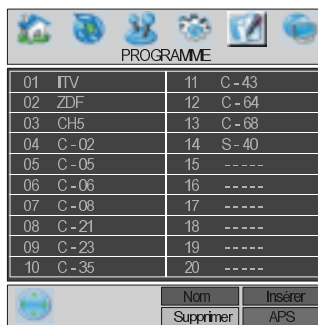 PROGRAMME
01 ITV 11 C-43
02 ZDF 12 C-64
03 CH5 13 C-68
04 C-02 14 S-40
05 C-05 15 -----
06 C-06 16 -----
07 C-08 17 -----
08 C-21 18 -----
09 C-23 19 -----
10 C-35 20 -----
Nom Insérer
Supprimer APS